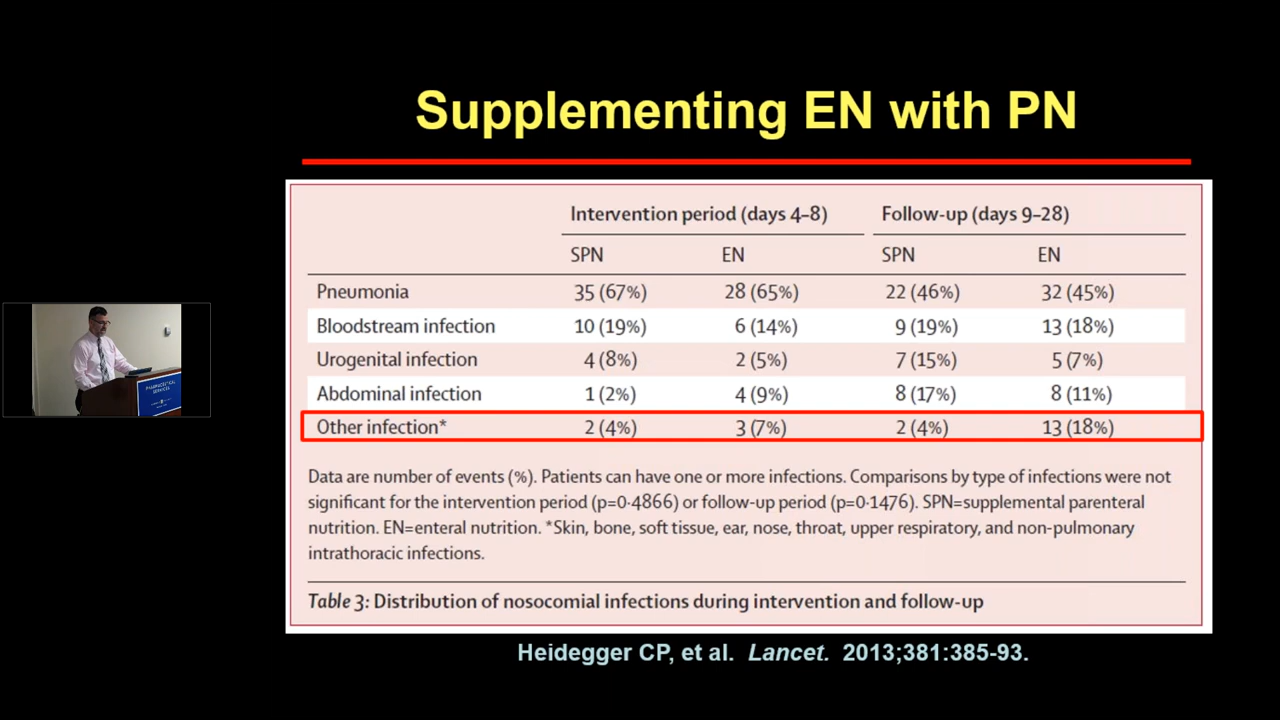 Supplementing EN with PN
Intervention period (days 4–8) Follow-up (days 9–28)
SPN EN SPN EN
Pneumonia 35 (67%) 28 (65%) 22 (46%) 32 (45%)
Bloodstream infection 10 (19%) 6 (14%) 9 (19%) 13 (18%)
Urogenital infection 4 (8%) 2 (5%) 7 (15%) 5 (7%)
Abdominal infection 1 (2%) 4 (9%) 8 (17%) 8 (11%)
Other infection* 2 (4%) 3 (7%) 2 (4%) 13 (18%)
Data are number of events (%). Patients can have one or more infections. Comparisons by type of infections were not
significant for the intervention period (p=0·4866) or follow-up period (p=0·1476). SPN=supplemental parenteral
nutrition. EN=enteral nutrition. *Skin, bone, soft tissue, ear, nose, throat, upper respiratory, and non-pulmonary
intrathoracic infections.
Table 3: Distribution of nosocomial infections during intervention and follow-up
Heidegger CP, et al. Lancet. 2013;381:385-93.
PHARMACEUTICAL
SERVICES